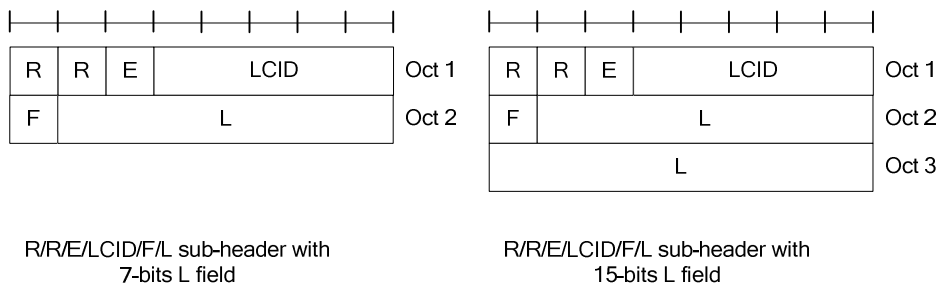 R R E LCID Oct 1
F L Oct 2
R/R/E/LCID/F/L sub-header with
7-bits L field
R R E LCID Oct 1
F L Oct 2
L Oct 3
R/R/E/LCID/F/L sub-header with
15-bits L field